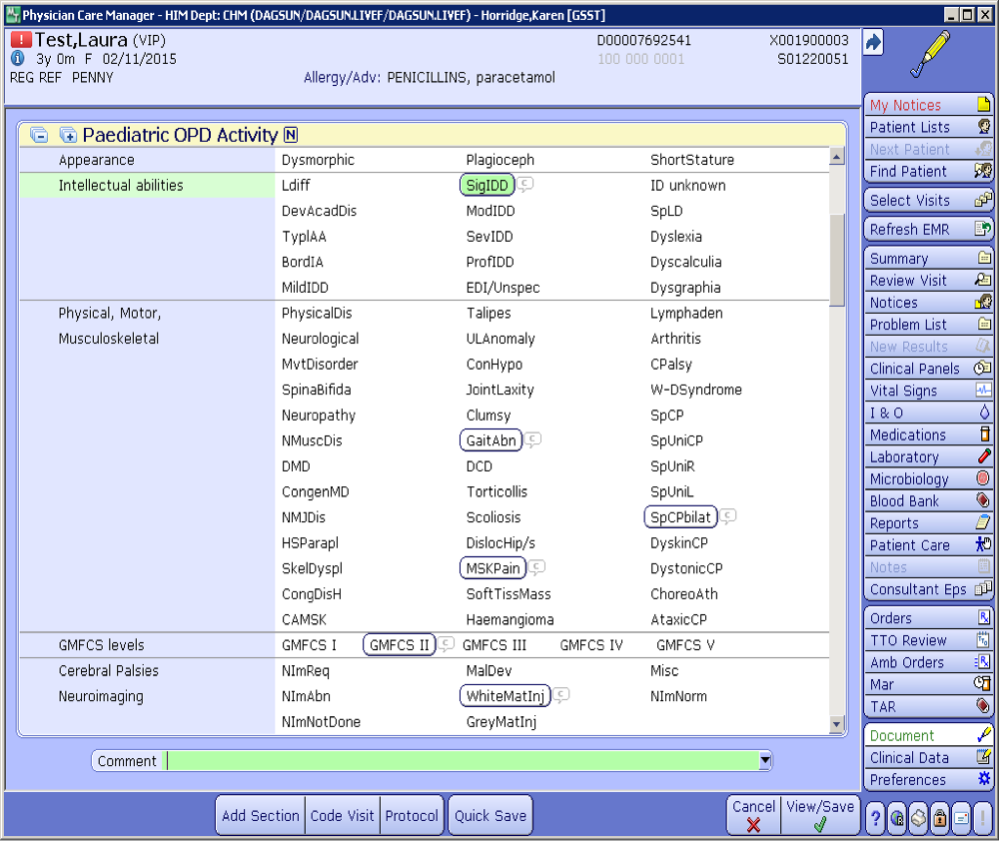 Physician Care Manager - HIM Dept: CHM (DAGSUN/DAGSUN.LIVEF/DAGSUN.LIVEF) - Horridge,Karen [GSST]
Test,Laura (VIP) D00007692541 X001900003
3y 0m F 02/11/2015 100 000 0001 S01220051
REG REF PENNY Allergy/Adv: PENICILLINS, paracetamol
Paediatric OPD Activity N
Appearance Dysmorphic Plagioceph ShortStature
Intellectual abilities Ldiff SigIDD C ID unknown
DevAcadDis ModIDD SpLD
TyplAA SevIDD Dyslexia
BordIA ProfIDD Dyscalculia
MildIDD EDI/Unspec Dysgraphia
Physical, Motor, PhysicalDis Talipes Lymphaden
Musculoskeletal Neurological ULAnomaly Arthritis
MvtDisorder ConHypo CPalsy
SpinaBifida JointLaxity W-DSyndrome
Neuropathy Clumsy SpCP
NMuscDis GaitAbn C SpUniCP
DMD DCD SpUniR
CongenMD Torticollis SpUniL
NMJDis Scoliosis SpCPbilat C
HSParapl DislocHip/s DyskinCP
SkelDyspl MSKPain C DystonicCP
CongDisH SoftTissMass ChoreoAth
CAMSK Haemangioma AtaxicCP
GMFCS levels GMFCS I GMFCS II C GMFCS III GMFCS IV GMFCS V
Cerebral Palsies NImReq MalDev Misc
Neuroimaging NImAbn WhiteMatInj C NImNorm
NImNotDone GreyMatInj
Comment
Add Section Code Visit Protocol Quick Save Cancel View/Save
My Notices
Patient Lists
Next Patient
Find Patient
Select Visits
Refresh EMR
Summary
Review Visit
Notices
Problem List
New Results
Clinical Panels
Vital Signs
I & O
Medications
Laboratory
Microbiology
Blood Bank
Reports
Patient Care
Notes
Consultant Eps
Orders
TTO Review
Amb Orders
Mar
TAR
Document
Clinical Data
Preferences